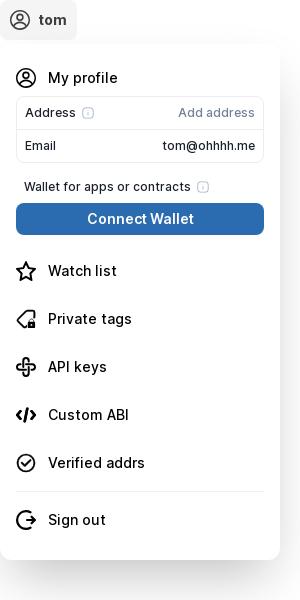 tom
My profile
Address
Add address
Email
tom@ohhhh.me
Wallet for apps or contracts
Connect Wallet
Watch list
Private tags
API keys
Custom ABI
Verified addrs
Sign out